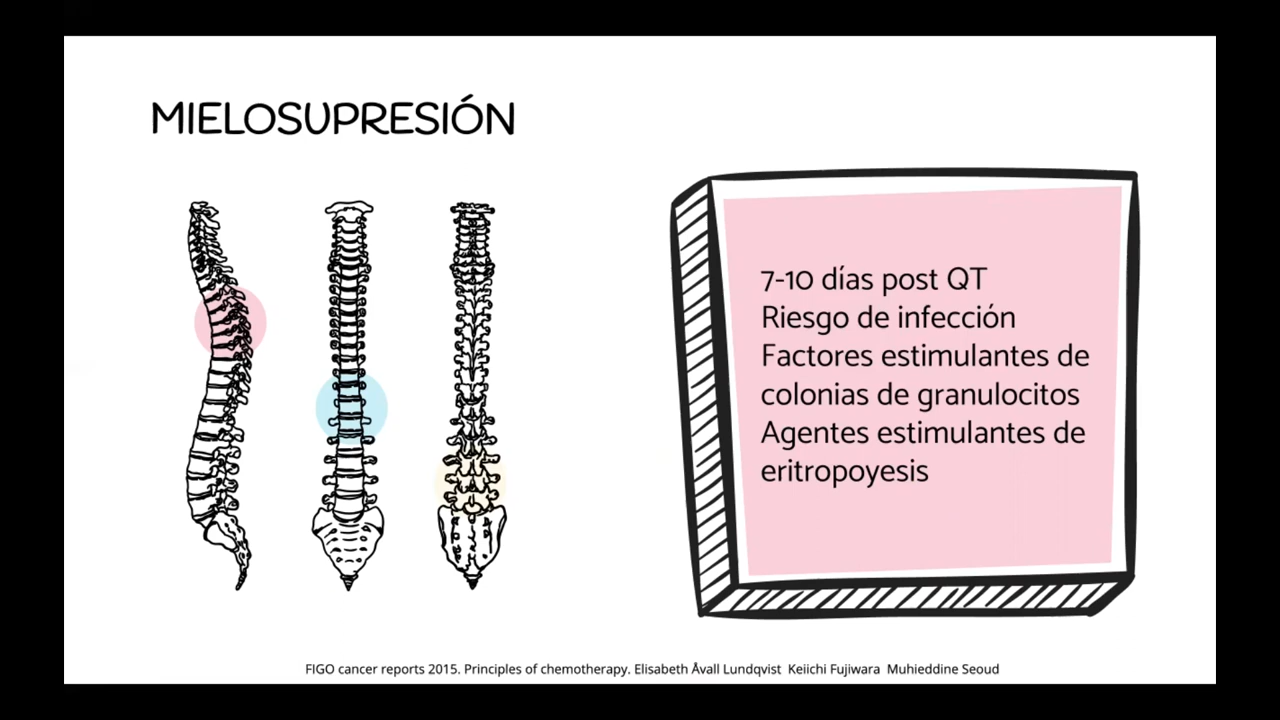 MIELOSUPRESIÓN
7-10 días post QT
Riesgo de infección
Factores estimulantes de
colonias de granulocitos
Agentes estimulantes de
eritropoyesis
FIGO cancer reports 2015. Principles of chemotherapy. Elisabeth Åvall Lundqvist Keiichi Fujiwara Muhieddine Seoud